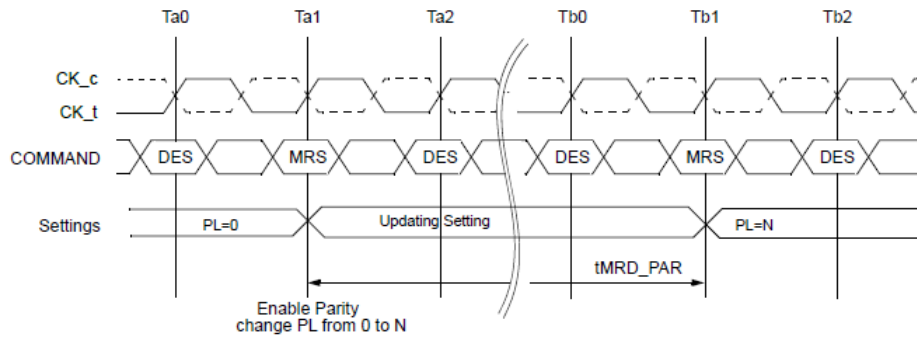 Ta0 Ta1 Ta2 Tb0 Tb1 Tb2
CK_c
CK_t
COMMAND DES MRS DES DES MRS DES
Settings PL=0 Updating Setting PL=N
tMRD_PAR
Enable Parity
change PL from 0 to N